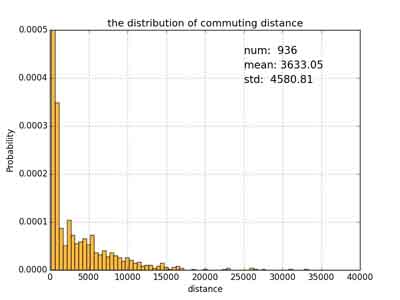 the distribution of commuting distance
num: 936
mean: 3633.05
std: 4580.81
Probability
0.0005
0.0004
0.0003
0.0002
0.0001
0.0000
0 5000 10000 15000 20000 25000 30000 35000 40000
distance